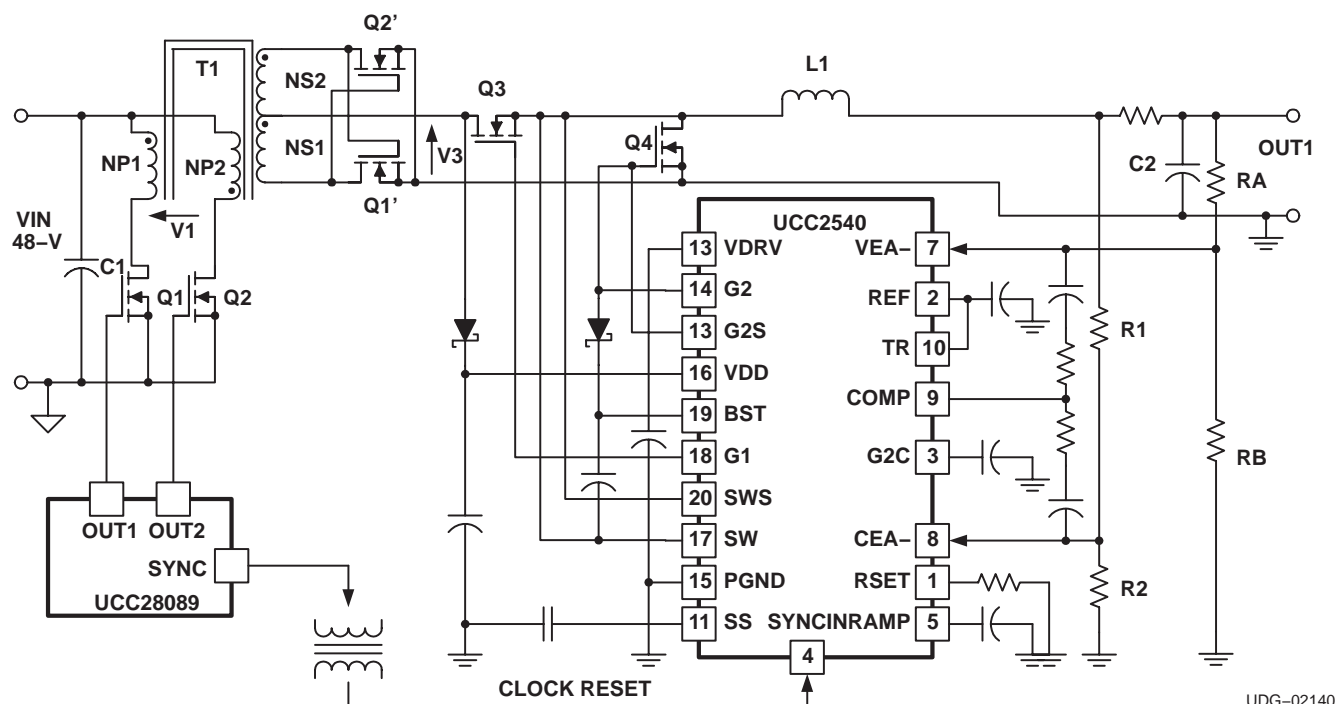 Q2'
T1
NS2
Q3
L1
NP1
NP2
NS1
V3
Q4
C2
OUT1
RA
Q1'
V1
VIN
48–V
UCC2540
C1
Q1
Q2
13 VDRV
VEA– 7
14 G2
REF 2
13 G2S
TR 10
R1
16 VDD
COMP 9
19 BST
18 G1
G2C 3
RB
20 SWS
OUT1 OUT2
17 SW
CEA– 8
SYNC
15 PGND
RSET 1
R2
UCC28089
11 SS
SYNCINRAMP 5
4
CLOCK RESET
UDG–02140